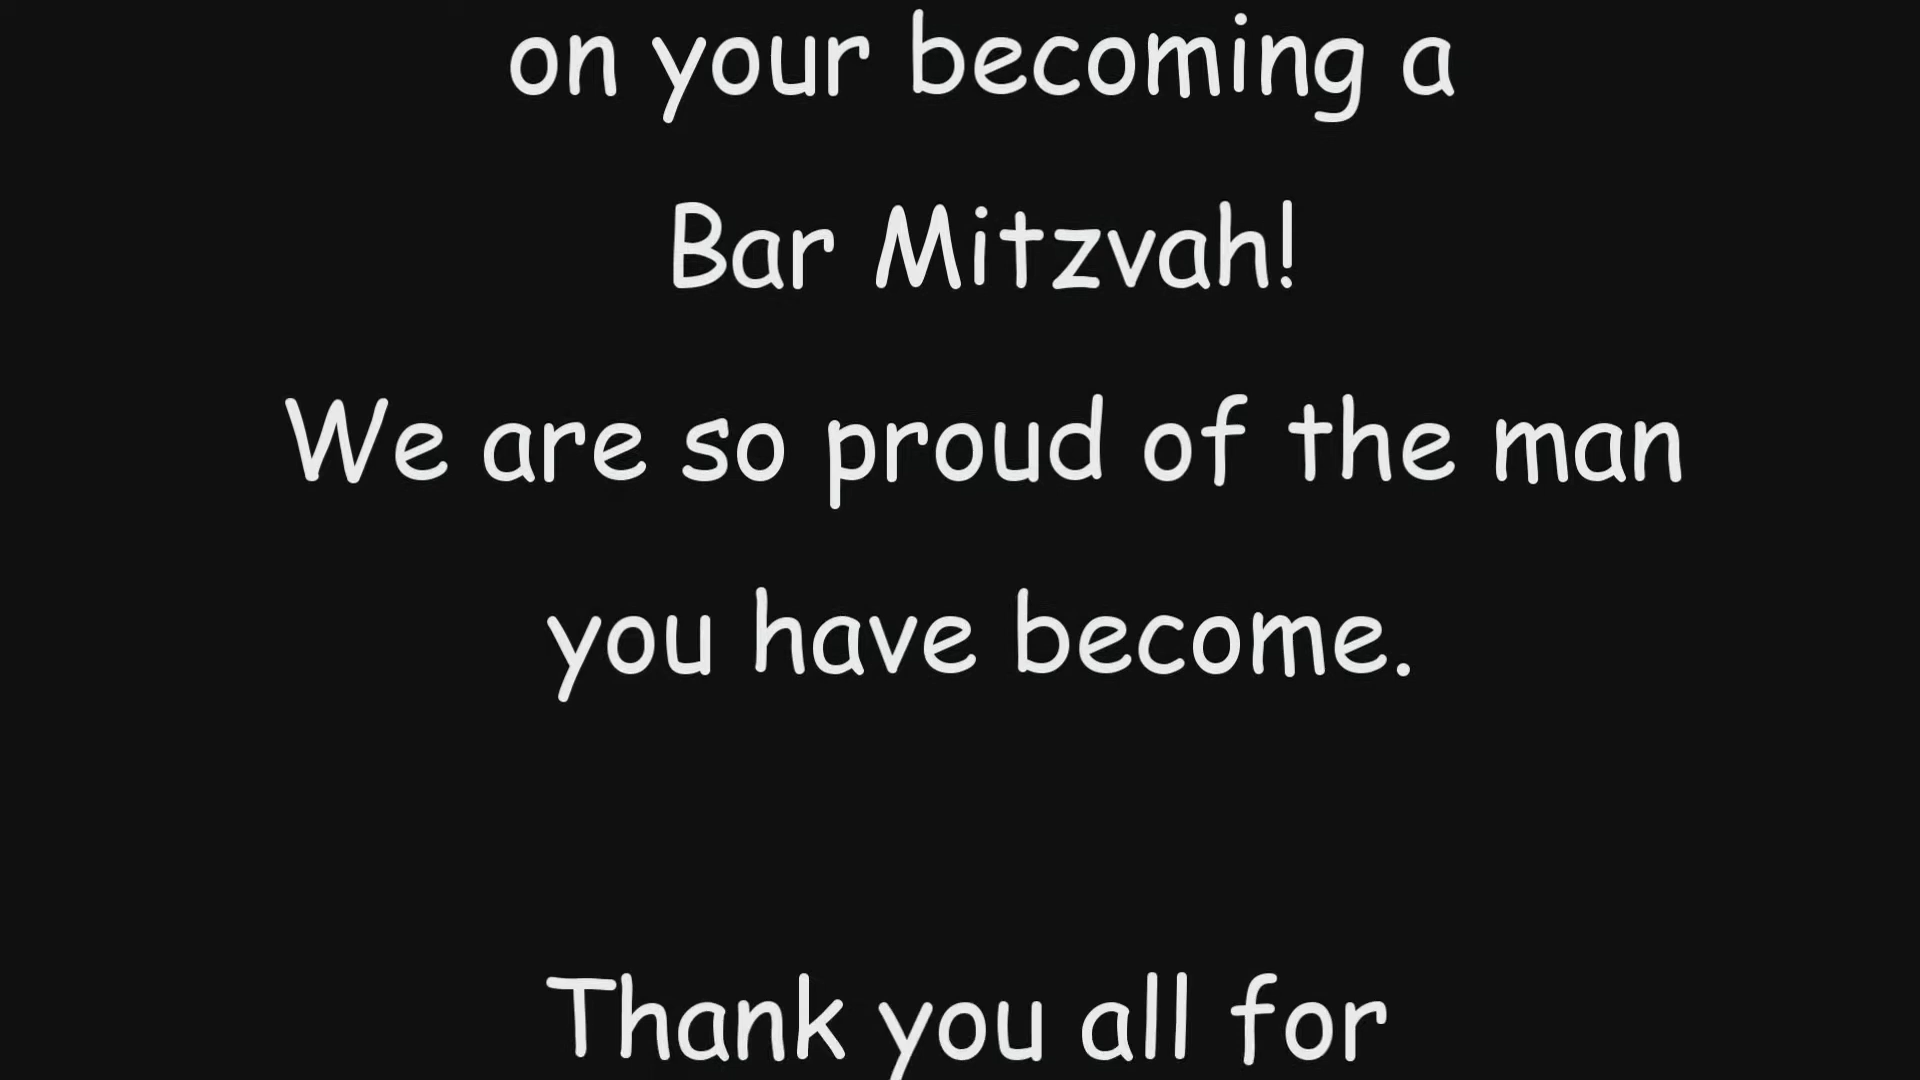 on your becoming a
Bar Mitzvah!
We are so proud of the man
you have become.
Thank you all for